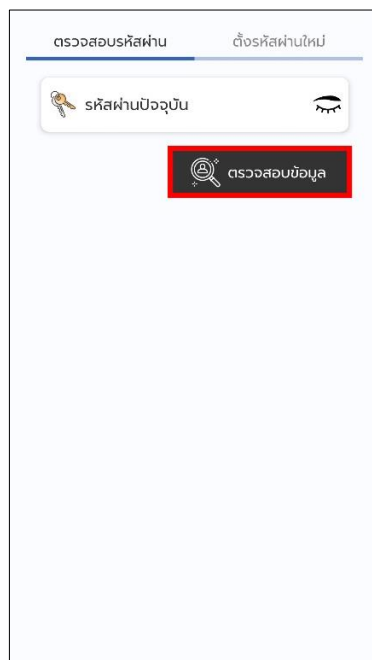 ตรวจสอบรหัสผ่าน ตั้งรหัสผ่านใหม่
รหัสผ่านปัจจุบัน
ตรวจสอบข้อมูล